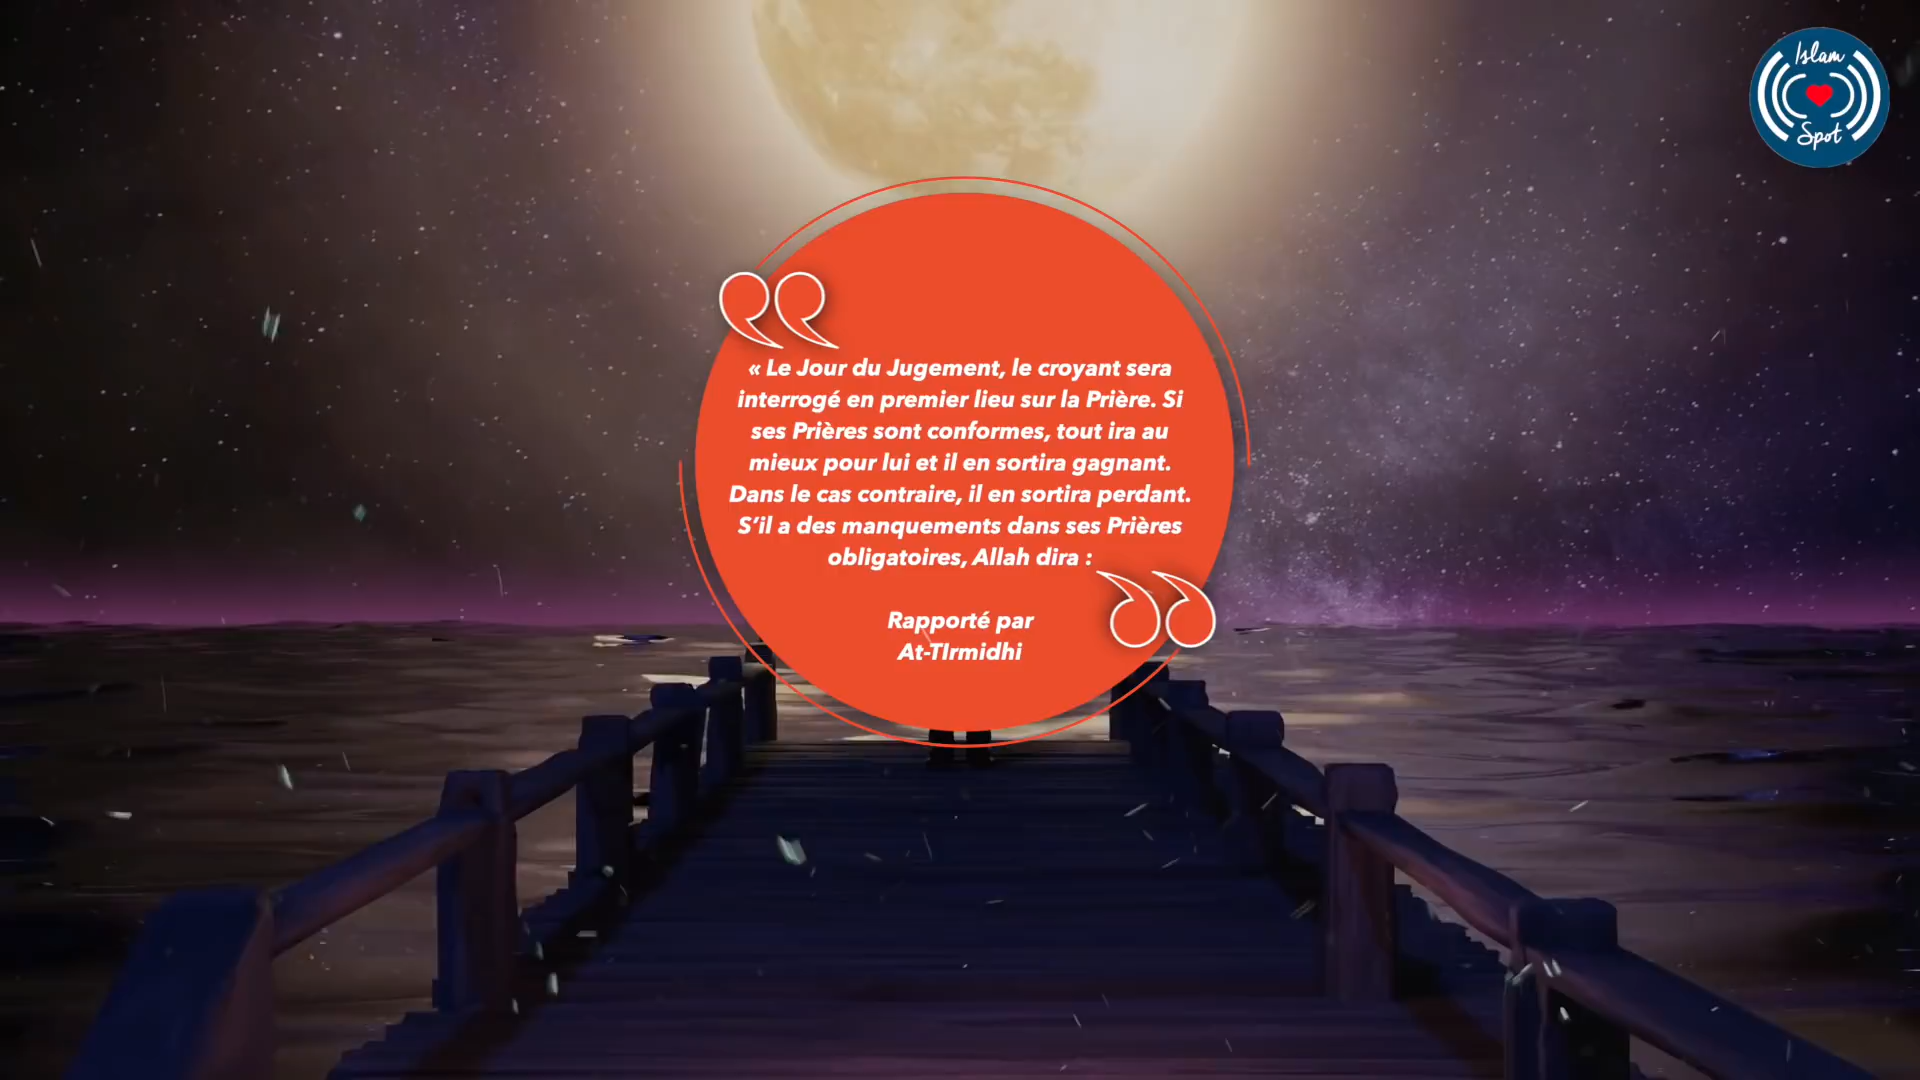 Islam
Spot
« Le Jour du Jugement, le croyant sera
interrogé en premier lieu sur la Prière. Si
ses Prières sont conformes, tout ira au
mieux pour lui et il en sortira gagnant.
Dans le cas contraire, il en sortira perdant.
S’il a des manquements dans ses Prières
obligatoires, Allah dira :
Rapporté par
At-TIrmidhi